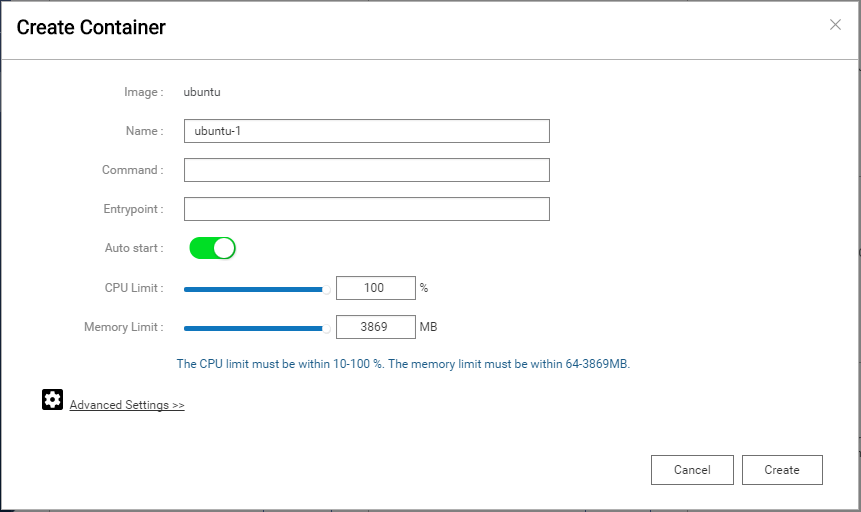 Create Container
Image : ubuntu
Name : ubuntu-1
Command :
Entrypoint :
Auto start :
CPU Limit : 100 %
Memory Limit : 3869 MB
The CPU limit must be within 10-100 %. The memory limit must be within 64-3869MB.
Advanced Settings >>
Cancel Create